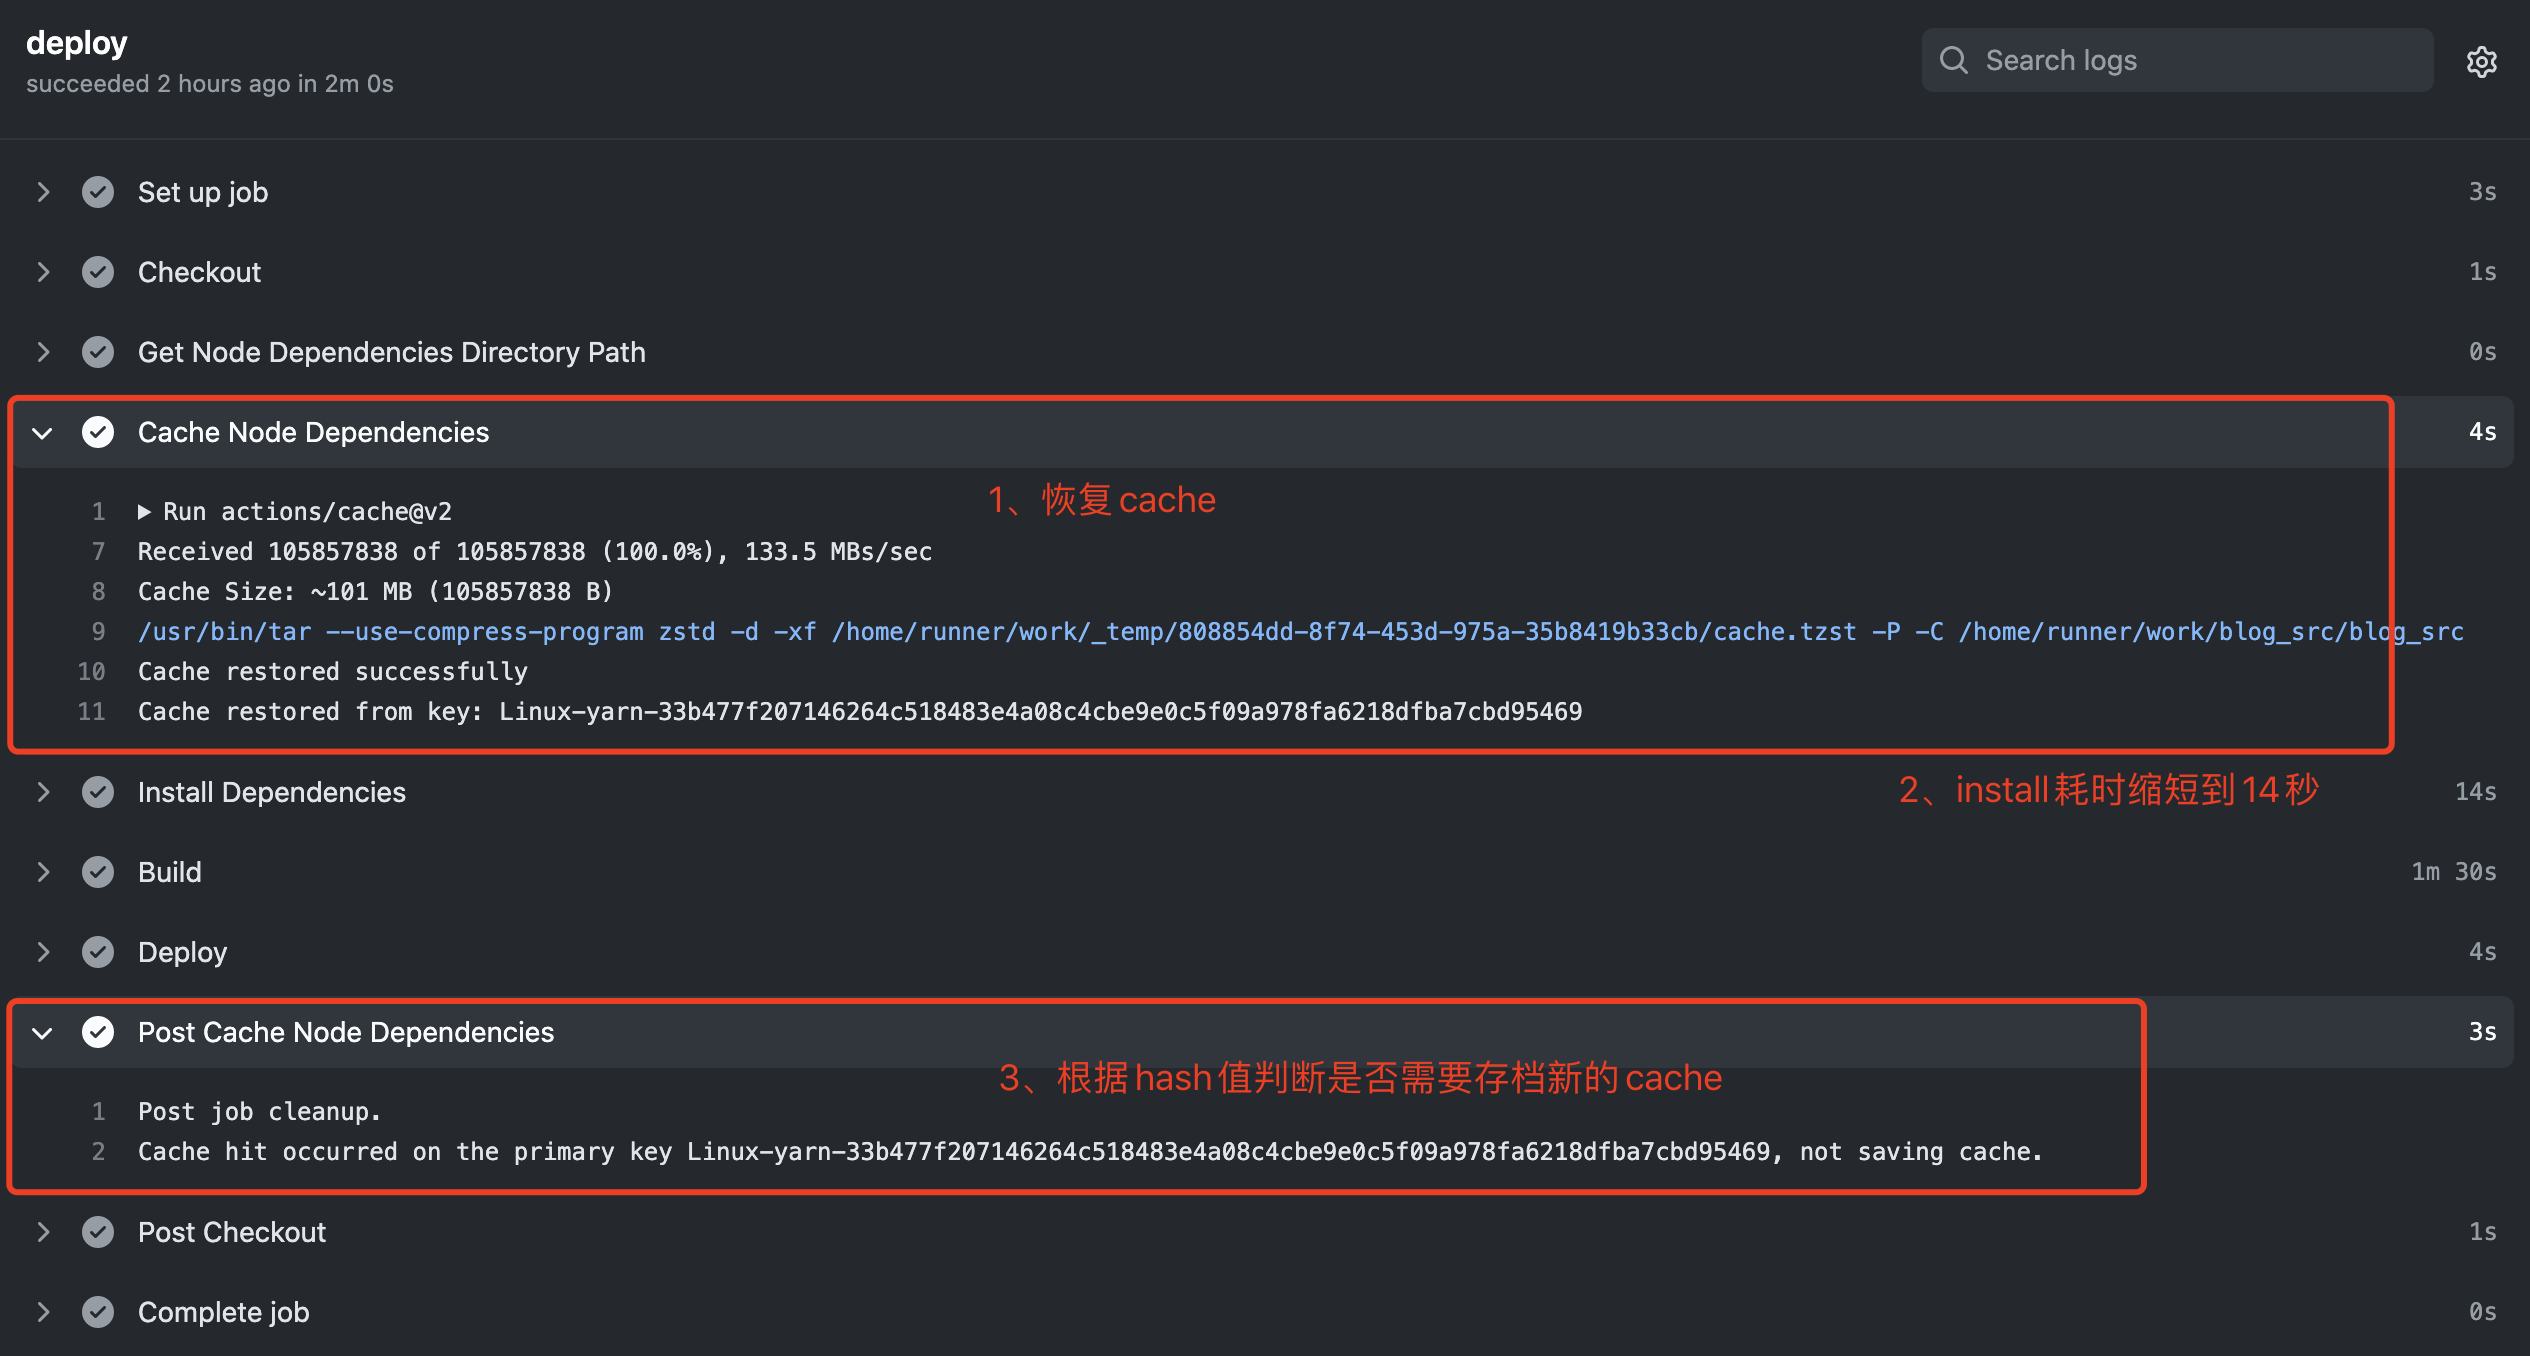 deploy
succeeded 2 hours ago in 2m 0s
Search logs
Set up job 3s
Checkout 1s
Get Node Dependencies Directory Path 0s
Cache Node Dependencies 4s
1、恢复 cache
1 Run actions/cache@v2
7 Received 105857838 of 105857838 (100.0%), 133.5 MBs/sec
8 Cache Size: ~101 MB (105857838 B)
9 /usr/bin/tar --use-compress-program zstd -d -xf /home/runner/work/_temp/808854dd-8f74-453d-975a-35b8419b33cb/cache.tzst -P -C /home/runner/work/blog_src/blog_src
10 Cache restored successfully
11 Cache restored from key: Linux-yarn-33b477f207146264c518483e4a08c4cbe9e0c5f09a978fa6218dfba7cbd95469
Install Dependencies 2、install耗时缩短到14秒 14s
Build 1m 30s
Deploy 4s
Post Cache Node Dependencies 3s
3、根据hash值判断是否需要存档新的cache
1 Post job cleanup.
2 Cache hit occurred on the primary key Linux-yarn-33b477f207146264c518483e4a08c4cbe9e0c5f09a978fa6218dfba7cbd95469, not saving cache.
Post Checkout 1s
Complete job 0s